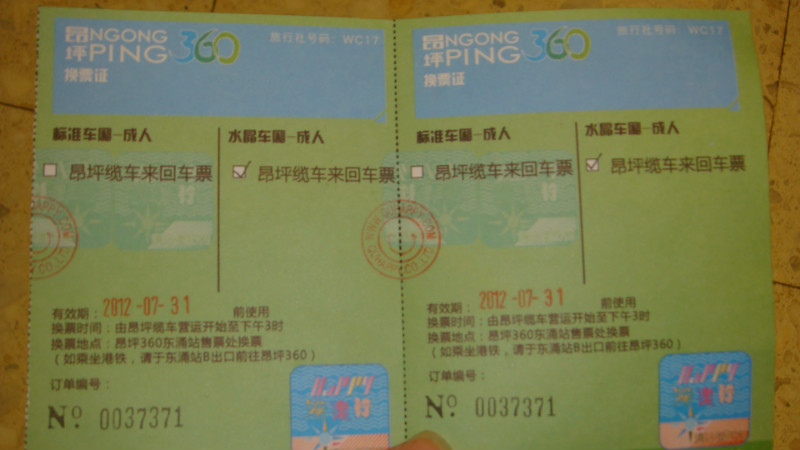 昂NGONG
坪PING 360
换票证
旅行社号码：WC17
标准车厢-成人
水晶车厢-成人
昂坪缆车来回车票
昂坪缆车来回车票
有效期：2012-07-31 前使用
换票时间：由昂坪缆车营运开始至下午3时
换票地点：昂坪360东涌站售票处换票
(如乘坐港铁，请于东涌站B出口前往昂坪360)
订单编号：
No. 0037371
HAPPY
昂NGONG
坪PING 360
换票证
旅行社号码：WC17
标准车厢-成人
水晶车厢-成人
昂坪缆车来回车票
昂坪缆车来回车票
有效期：2012-07-31 前使用
换票时间：由昂坪缆车营运开始至下午3时
换票地点：昂坪360东涌站售票处换票
(如乘坐港铁，请于东涌站B出口前往昂坪360)
订单编号：
No. 0037371
HAPPY